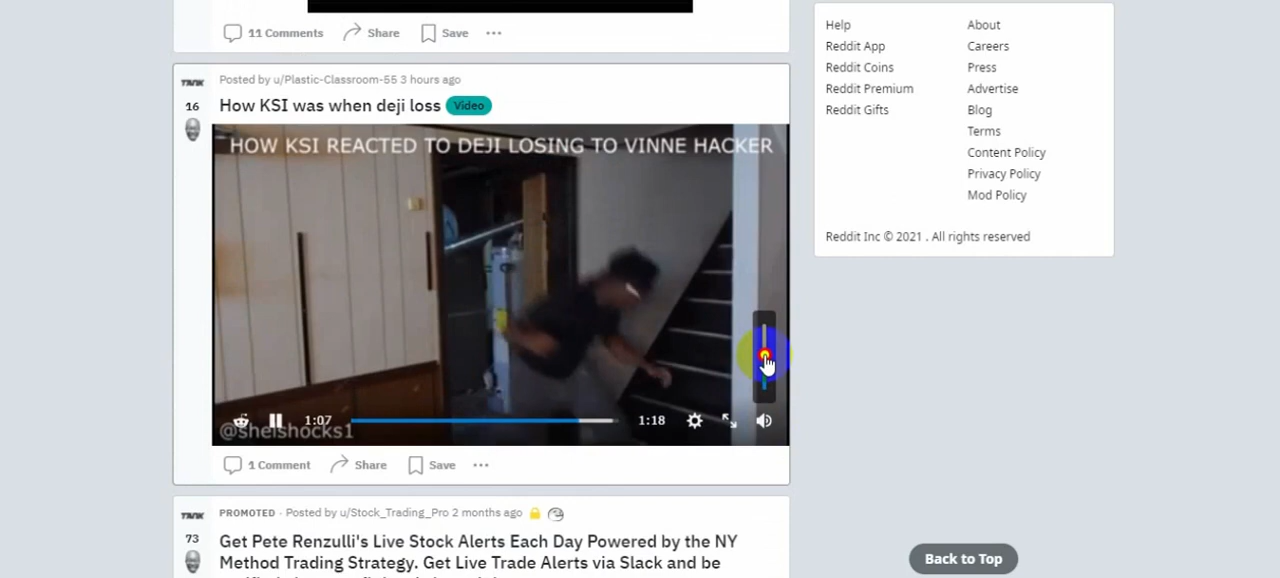 11 Comments Share Save
Posted by u/Plastic-Classroom-55 3 hours ago
16
How KSI was when deji loss Video
HOW KSI REACTED TO DEJI LOSING TO VINNE HACKER
1:07 1:18
@shelshocks1
1 Comment Share Save
PROMOTED · Posted by u/Stock_Trading_Pro 2 months ago
73
Get Pete Renzulli's Live Stock Alerts Each Day Powered by the NY
Method Trading Strategy. Get Live Trade Alerts via Slack and be
Help About
Reddit App Careers
Reddit Coins Press
Reddit Premium Advertise
Reddit Gifts Blog
Terms
Content Policy
Privacy Policy
Mod Policy
Reddit Inc © 2021 . All rights reserved
Back to Top